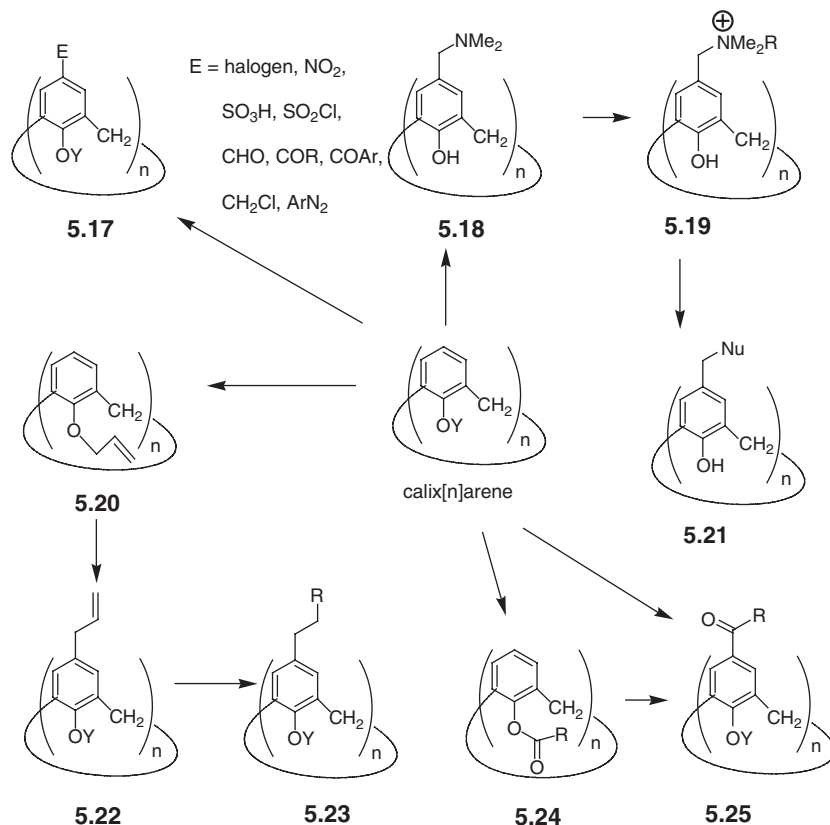 E
OY
CH2
n
5.17
E = halogen, NO2,
SO3H, SO2Cl,
CHO, COR, COAr,
CH2Cl, ArN2
NMe2
OH
CH2
n
5.18
⊕
NMe2R
OH
CH2
n
5.19
O
CH2
n
5.20
OY
CH2
n
calix[n]arene
Nu
OH
CH2
n
5.21
OY
CH2
n
5.22
R
OY
CH2
n
5.23
CH2
O
R
O
n
5.24
O
R
OY
CH2
n
5.25